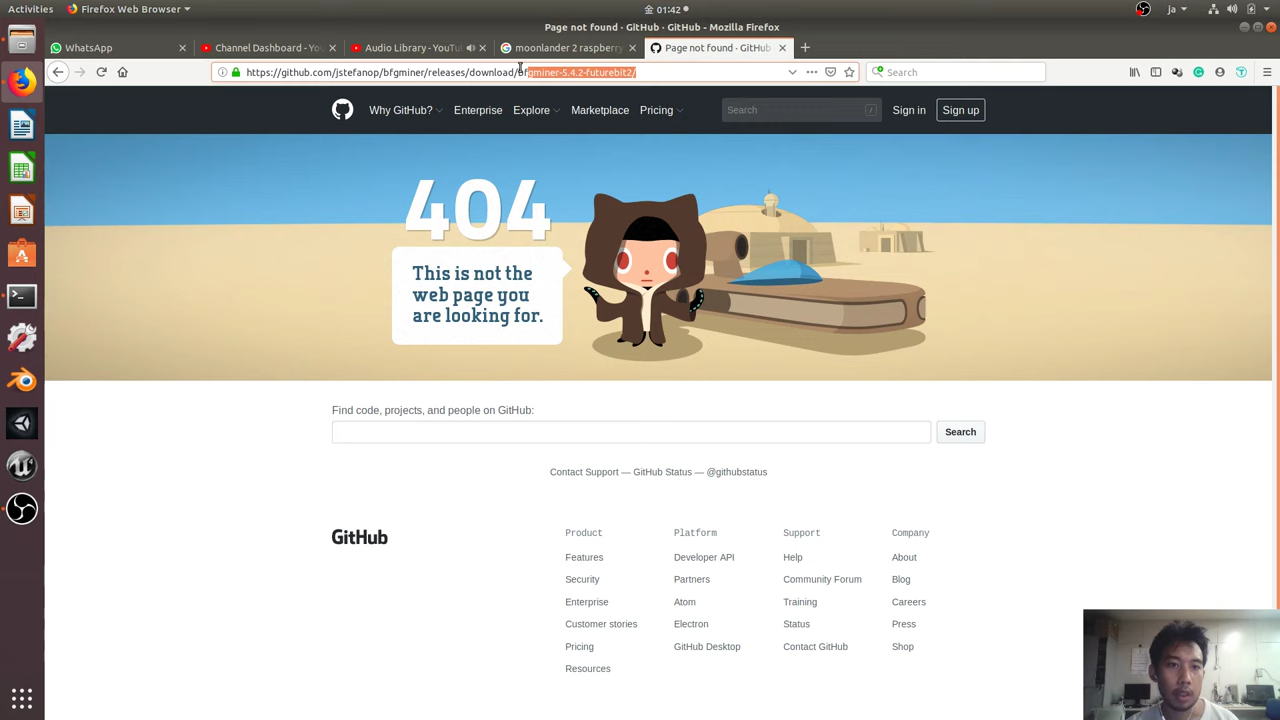 Activities Firefox Web Browser 金 01:42 ja
Page not found · GitHub · GitHub - Mozilla Firefox
WhatsApp Channel Dashboard - Yo Audio Library - YouTu moonlander 2 raspberry Page not found · GitHub
https://github.com/jstefanop/bfgminer/releases/download/bfgminer-5.4.2-futurebit2/ Search
Why GitHub? Enterprise Explore Marketplace Pricing Search / Sign in Sign up
404
This is not the
web page you
are looking for.
Find code, projects, and people on GitHub:
Search
Contact Support — GitHub Status — @githubstatus
GitHub
Product
Features
Security
Enterprise
Customer stories
Pricing
Resources
Platform
Developer API
Partners
Atom
Electron
GitHub Desktop
Support
Help
Community Forum
Training
Status
Contact GitHub
Company
About
Blog
Careers
Press
Shop